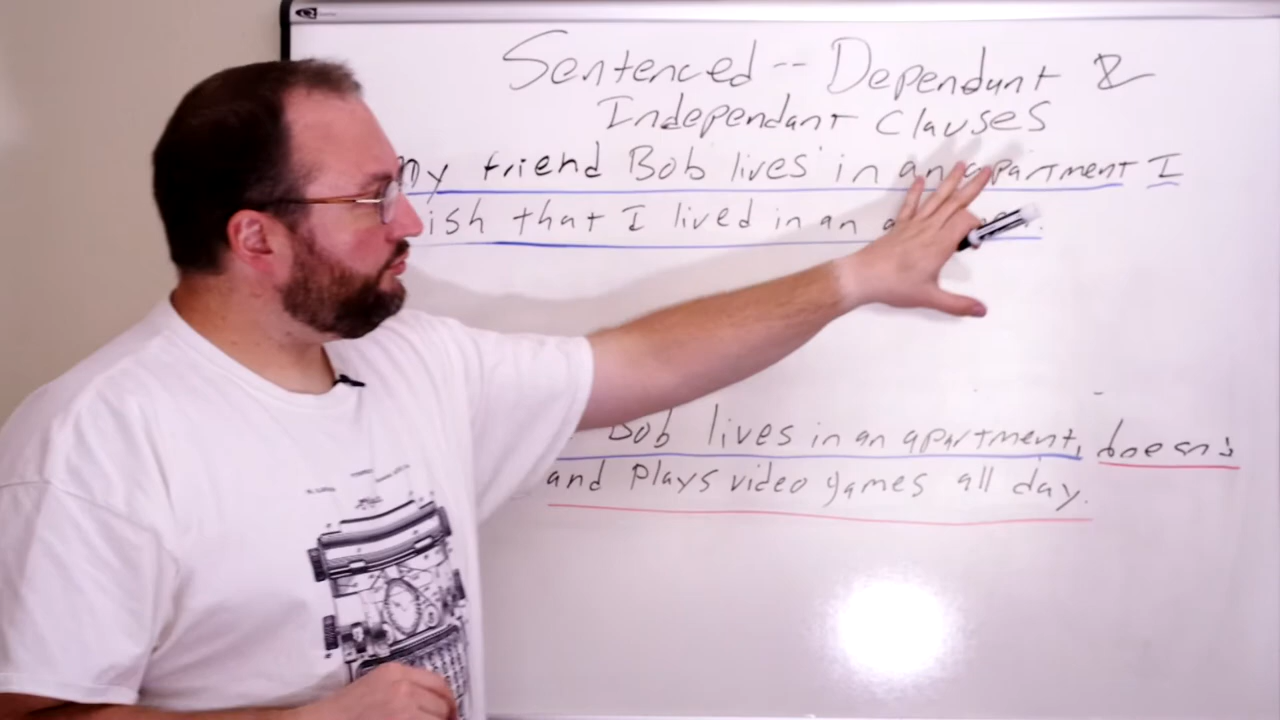 Sentenced -- Dependant &
Independant Clauses
my friend Bob lives in an apartment I
ish that I lived in an a
Bob lives in an apartment, doesn't
and plays video games all day.